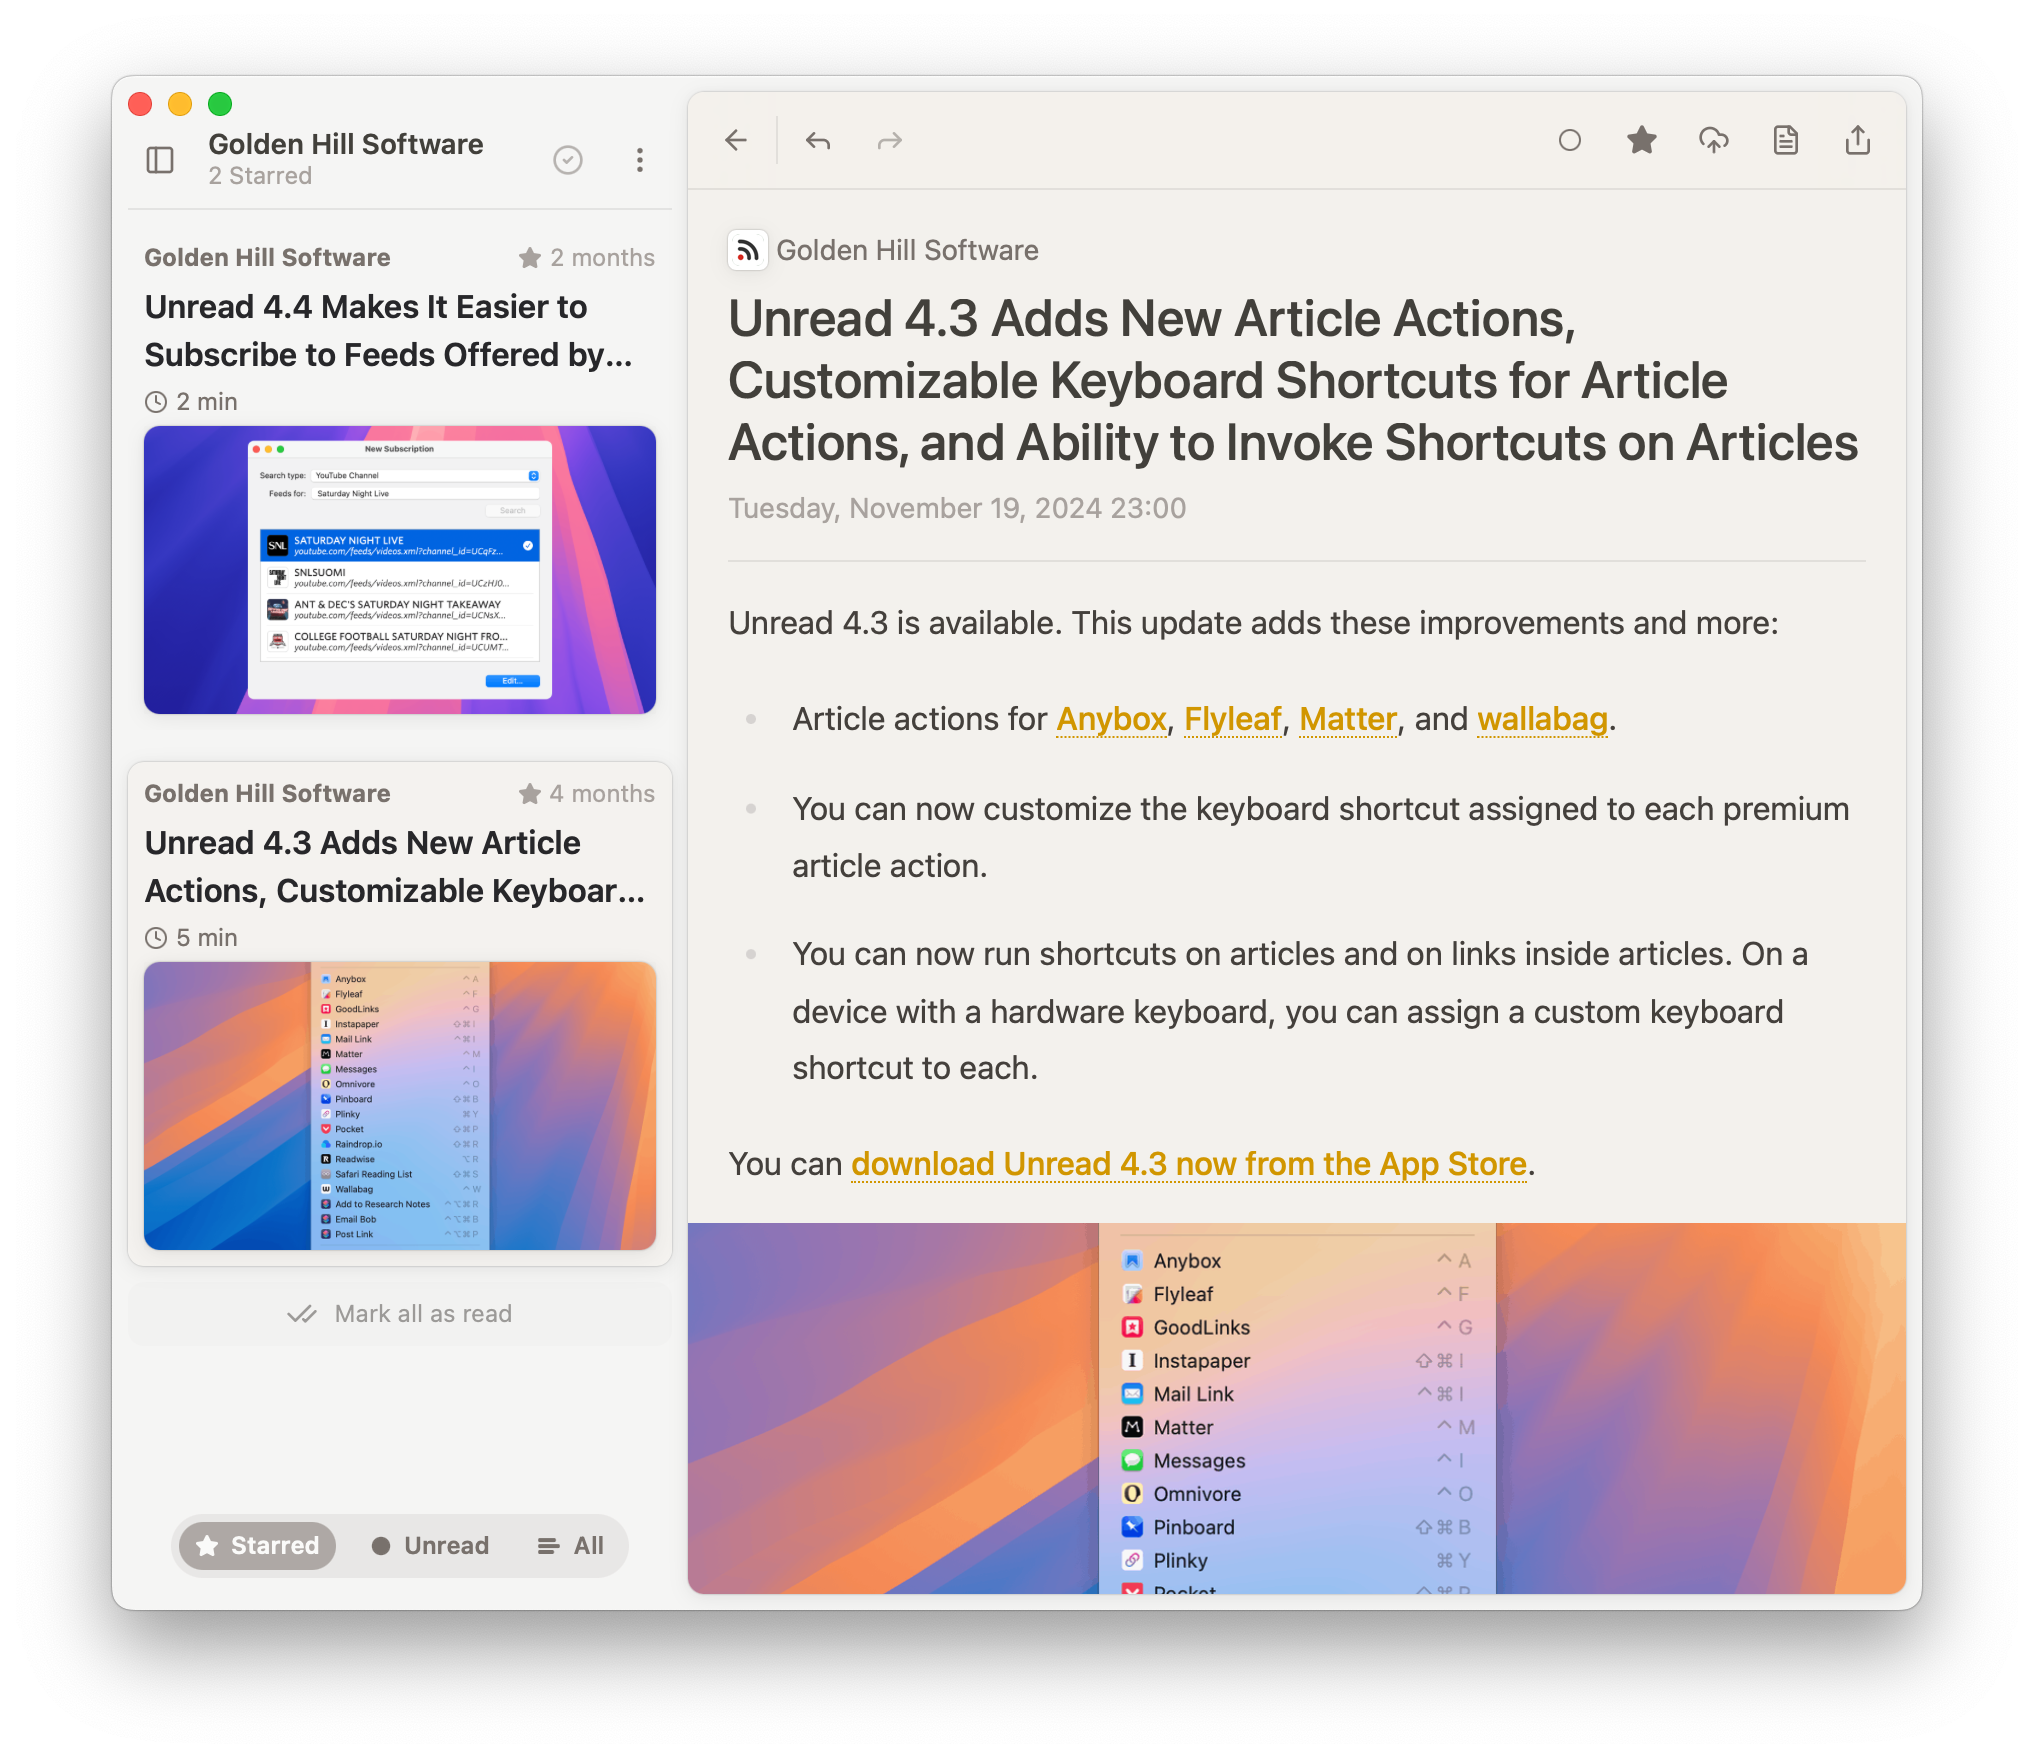 Golden Hill Software
2 Starred
Golden Hill Software
2 months
Unread 4.4 Makes It Easier to
Subscribe to Feeds Offered by...
2 min
New Subscription
Search type: YouTube Channel
Feeds for: Saturday Night Live
Search
SNL
SATURDAY NIGHT LIVE
youtube.com/feeds/videos.xml?channel_id=UCqFz...
SNLSUOMI
youtube.com/feeds/videos.xml?channel_id=UCzHJ0...
ANT & DEC'S SATURDAY NIGHT TAKEAWAY
youtube.com/feeds/videos.xml?channel_id=UCNsX...
COLLEGE FOOTBALL SATURDAY NIGHT FRO...
youtube.com/feeds/videos.xml?channel_id=UCUMT...
Edit...
Golden Hill Software
4 months
Unread 4.3 Adds New Article
Actions, Customizable Keyboar...
5 min
Anybox ^ A
Flyleaf ^ F
GoodLinks ^ G
Instapaper ⇧⌘I
Mail Link ^⌘I
Matter ^ M
Messages ^ I
Omnivore ^ O
Pinboard ⇧⌘B
Plinky ⌘Y
Pocket ⇧⌘P
Raindrop.io ⇧⌘R
Readwise ⌥R
Safari Reading List ⇧⌘S
Wallabag ^ W
Add to Research Notes ^⌥⌘R
Email Bob ^⌥⌘B
Post Link ^⌥⌘P
Mark all as read
Starred
Unread
All
Golden Hill Software
Unread 4.3 Adds New Article Actions,
Customizable Keyboard Shortcuts for Article
Actions, and Ability to Invoke Shortcuts on Articles
Tuesday, November 19, 2024 23:00
Unread 4.3 is available. This update adds these improvements and more:
• Article actions for Anybox, Flyleaf, Matter, and wallabag.
• You can now customize the keyboard shortcut assigned to each premium
article action.
• You can now run shortcuts on articles and on links inside articles. On a
device with a hardware keyboard, you can assign a custom keyboard
shortcut to each.
You can download Unread 4.3 now from the App Store.
Anybox ^ A
Flyleaf ^ F
GoodLinks ^ G
Instapaper ⇧⌘I
Mail Link ^⌘I
Matter ^ M
Messages ^ I
Omnivore ^ O
Pinboard ⇧⌘B
Plinky ⌘Y
Pocket ⇧⌘P